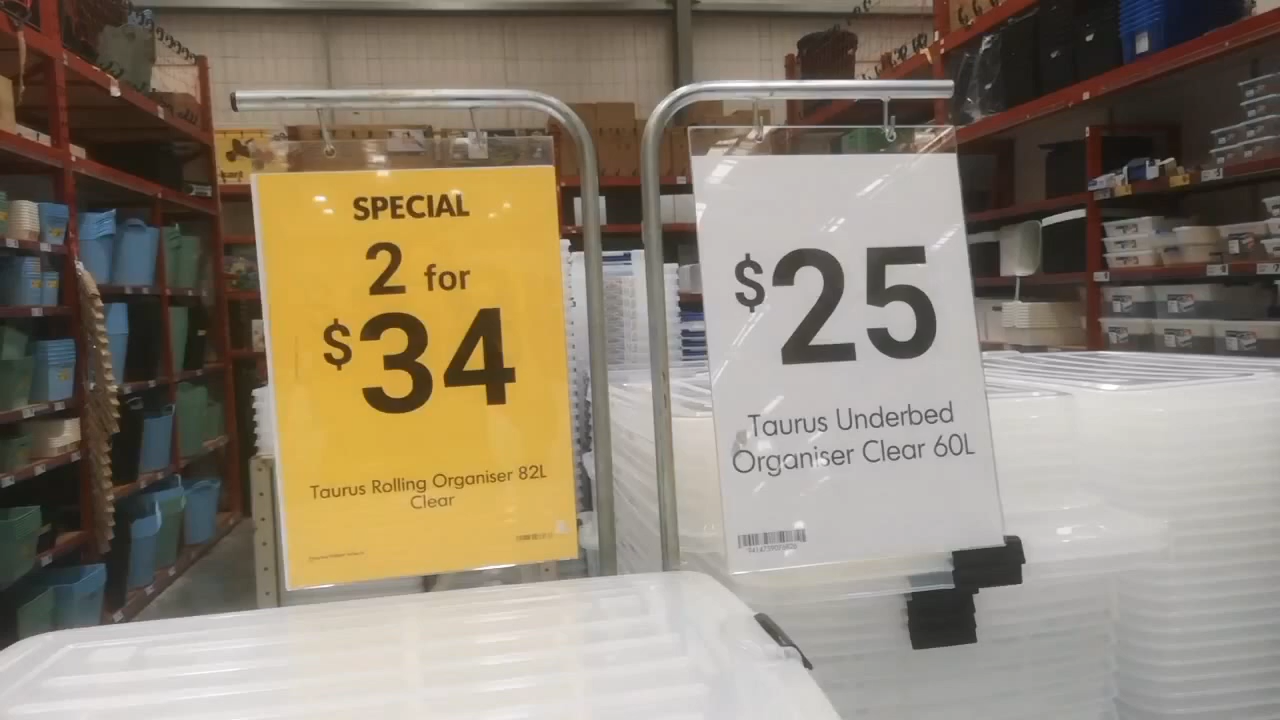 SPECIAL
2 for
$34
Taurus Rolling Organiser 82L
Clear
$25
Taurus Underbed
Organiser Clear 60L